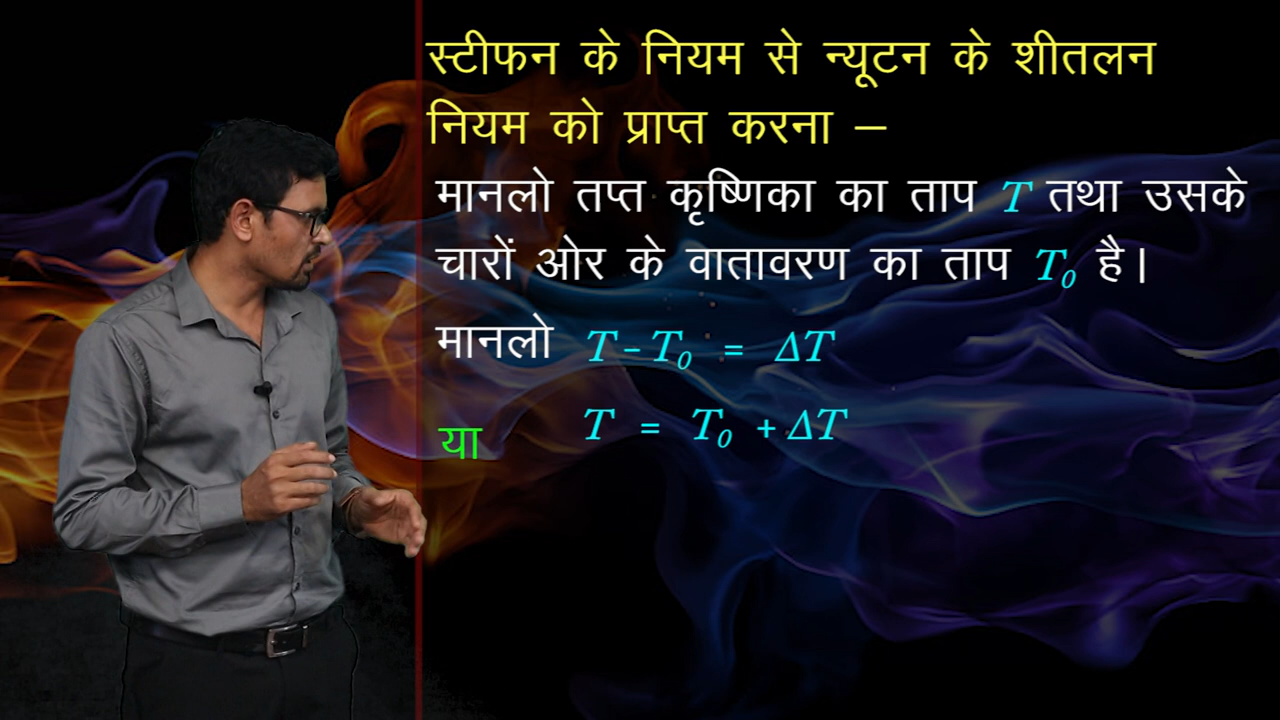 स्टीफन के नियम से न्यूटन के शीतलन
नियम को प्राप्त करना –
मानलो तप्त कृष्णिका का ताप T तथा उसके
चारों ओर के वातावरण का ताप T₀ है।
मानलो T – T₀ = ΔT
या T = T₀ + ΔT